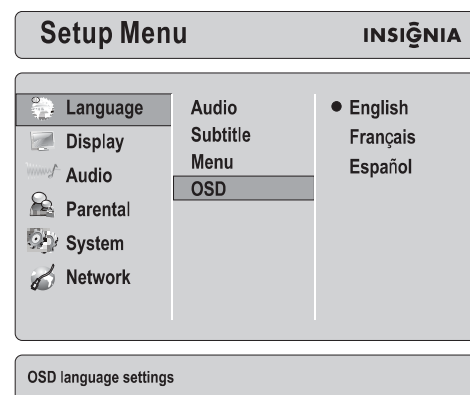 Setup Menu
INSIGNIA
Language
Display
Audio
Parental
System
Network
Audio
Subtitle
Menu
OSD
English
Français
Español
OSD language settings